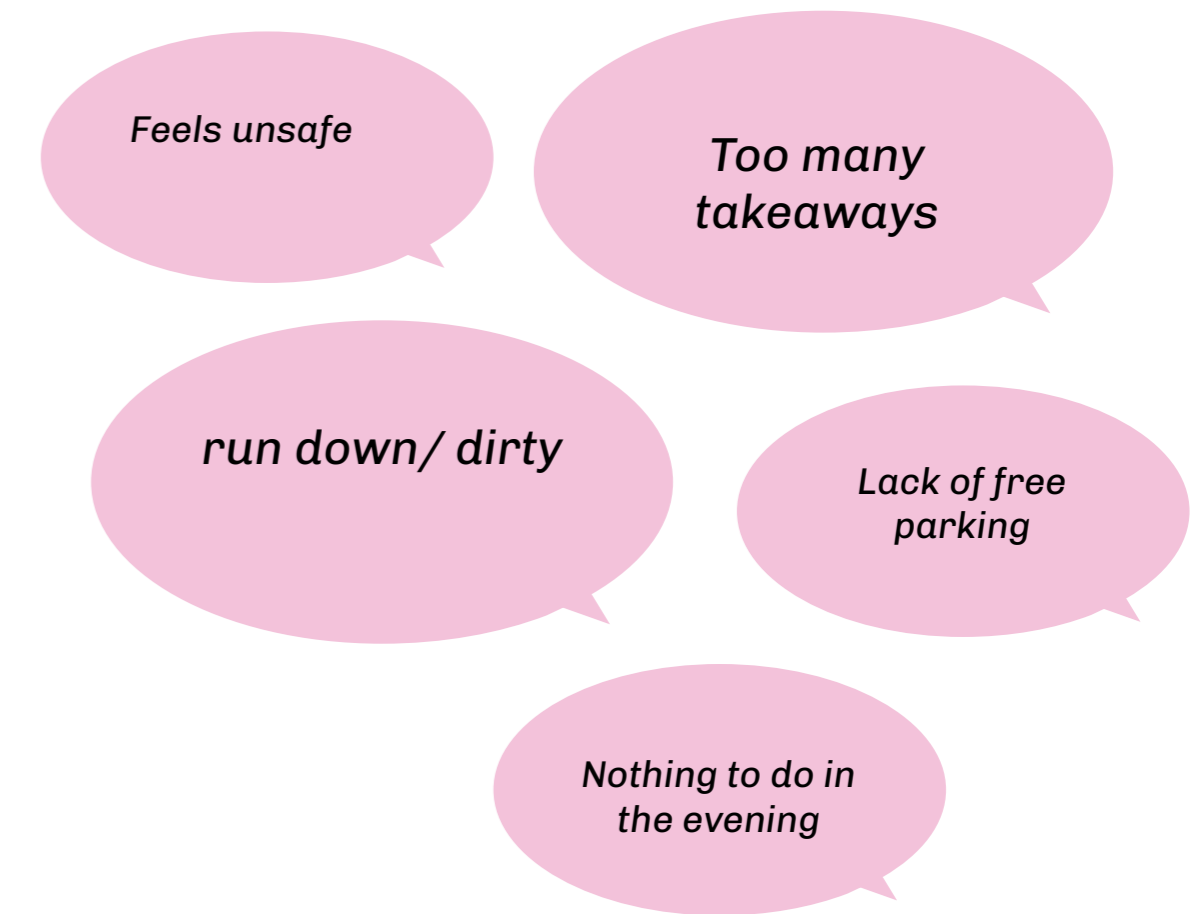 Feels unsafe
Too many
takeaways
run down/ dirty
Lack of free
parking
Nothing to do in
the evening